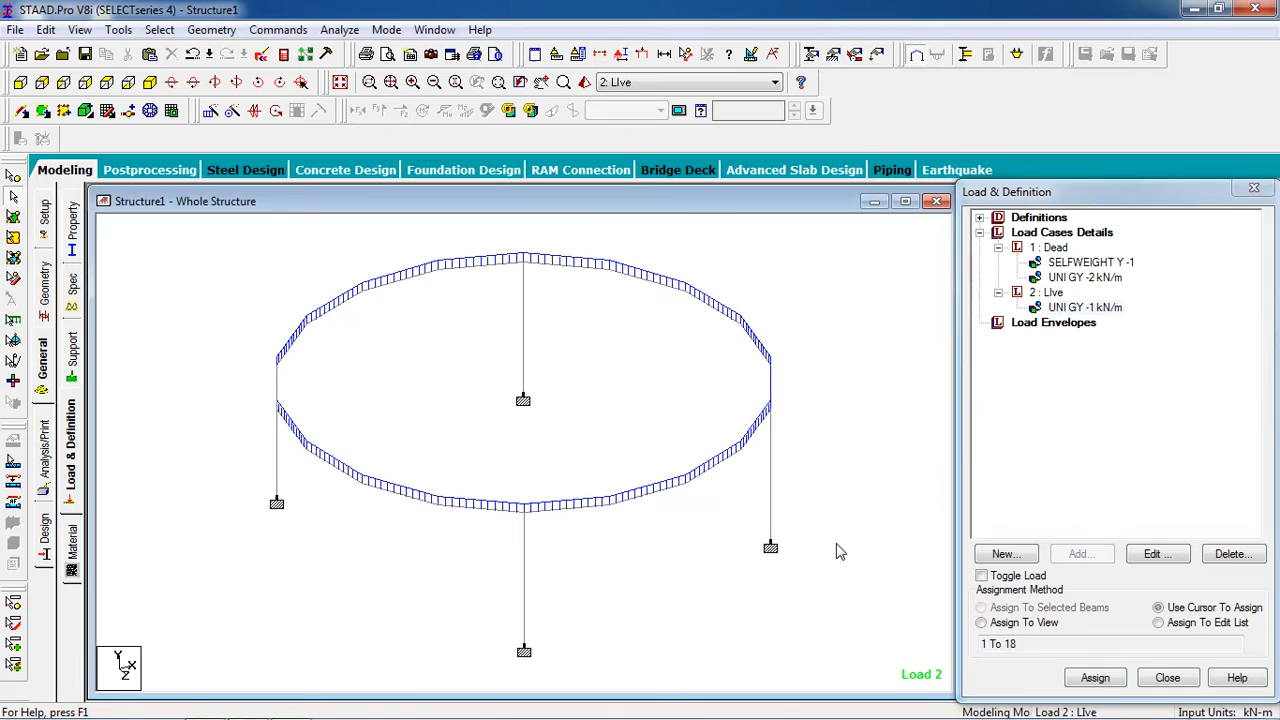 STAAD.Pro V8i (SELECTseries 4) - Structure1
File Edit View Tools Select Geometry Commands Analyze Mode Window Help
2: LIve
Modeling Postprocessing Steel Design Concrete Design Foundation Design RAM Connection Bridge Deck Advanced Slab Design Piping Earthquake
Setup
Geometry
General
Analysis/Print
Design
Property
Spec
Support
Load & Definition
Material
Structure1 - Whole Structure
Y
X
Z
Load 2
Load & Definition
Definitions
Load Cases Details
1 : Dead
SELFWEIGHT Y -1
UNI GY -2 kN/m
2 : LIve
UNI GY -1 kN/m
Load Envelopes
New... Add... Edit ... Delete...
Toggle Load
Assignment Method
Assign To Selected Beams Use Cursor To Assign
Assign To View Assign To Edit List
1 To 18
Assign Close Help
For Help, press F1
Modeling Mo Load 2 : LIve Input Units: kN-m